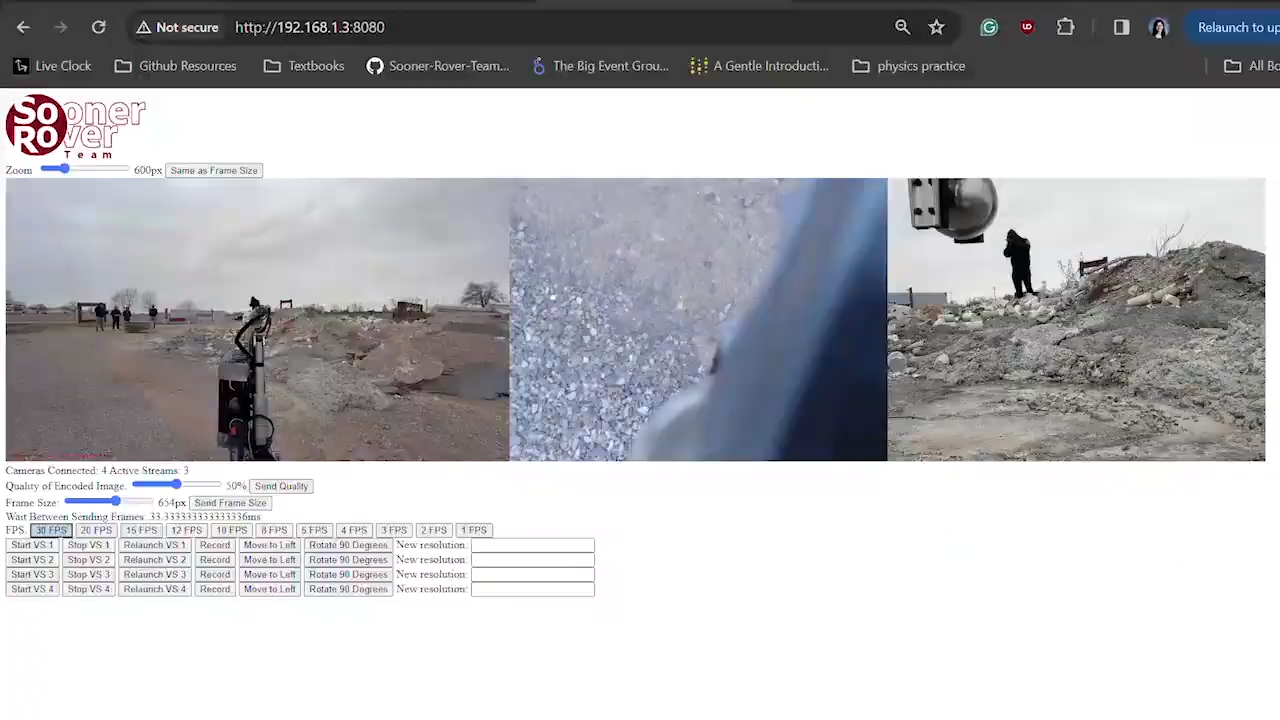 Not secure http://192.168.1.3:8080 Relaunch to up
Live Clock Github Resources Textbooks Sooner-Rover-Team... The Big Event Grou... A Gentle Introducti... physics practice All Bo
Sooner
Rover
Team
Zoom 600px Same as Frame Size
Cameras Connected: 4 Active Streams: 3
Quality of Encoded Image. 50% Send Quality
Frame Size: 654px Send Frame Size
Wait Between Sending Frames 33.333333333333336ms
FPS. 30 FPS 20 FPS 15 FPS 12 FPS 10 FPS 8 FPS 5 FPS 4 FPS 3 FPS 2 FPS 1 FPS
Start VS 1 Stop VS 1 Relaunch VS 1 Record Move to Left Rotate 90 Degrees New resolution:
Start VS 2 Stop VS 2 Relaunch VS 2 Record Move to Left Rotate 90 Degrees New resolution:
Start VS 3 Stop VS 3 Relaunch VS 3 Record Move to Left Rotate 90 Degrees New resolution:
Start VS 4 Stop VS 4 Relaunch VS 4 Record Move to Left Rotate 90 Degrees New resolution: